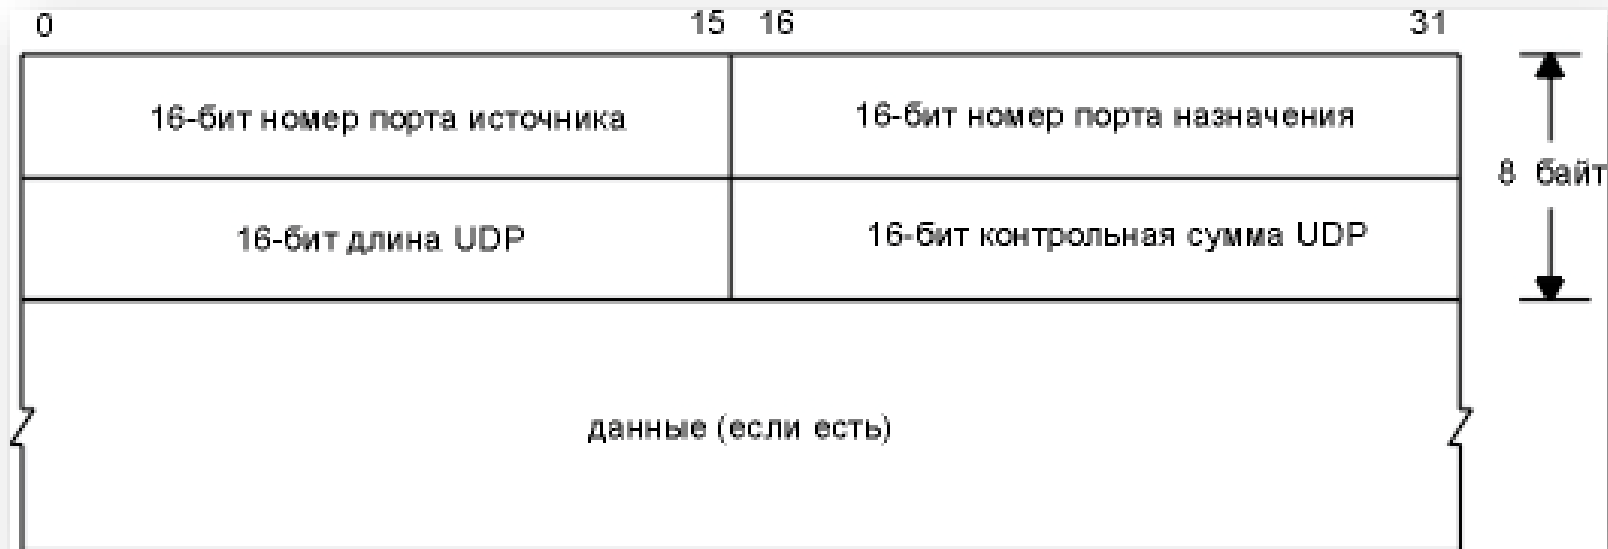 0 15 16 31
16-бит номер порта источника 16-бит номер порта назначения
8 байт
16-бит длина UDP 16-бит контрольная сумма UDP
данные (если есть)